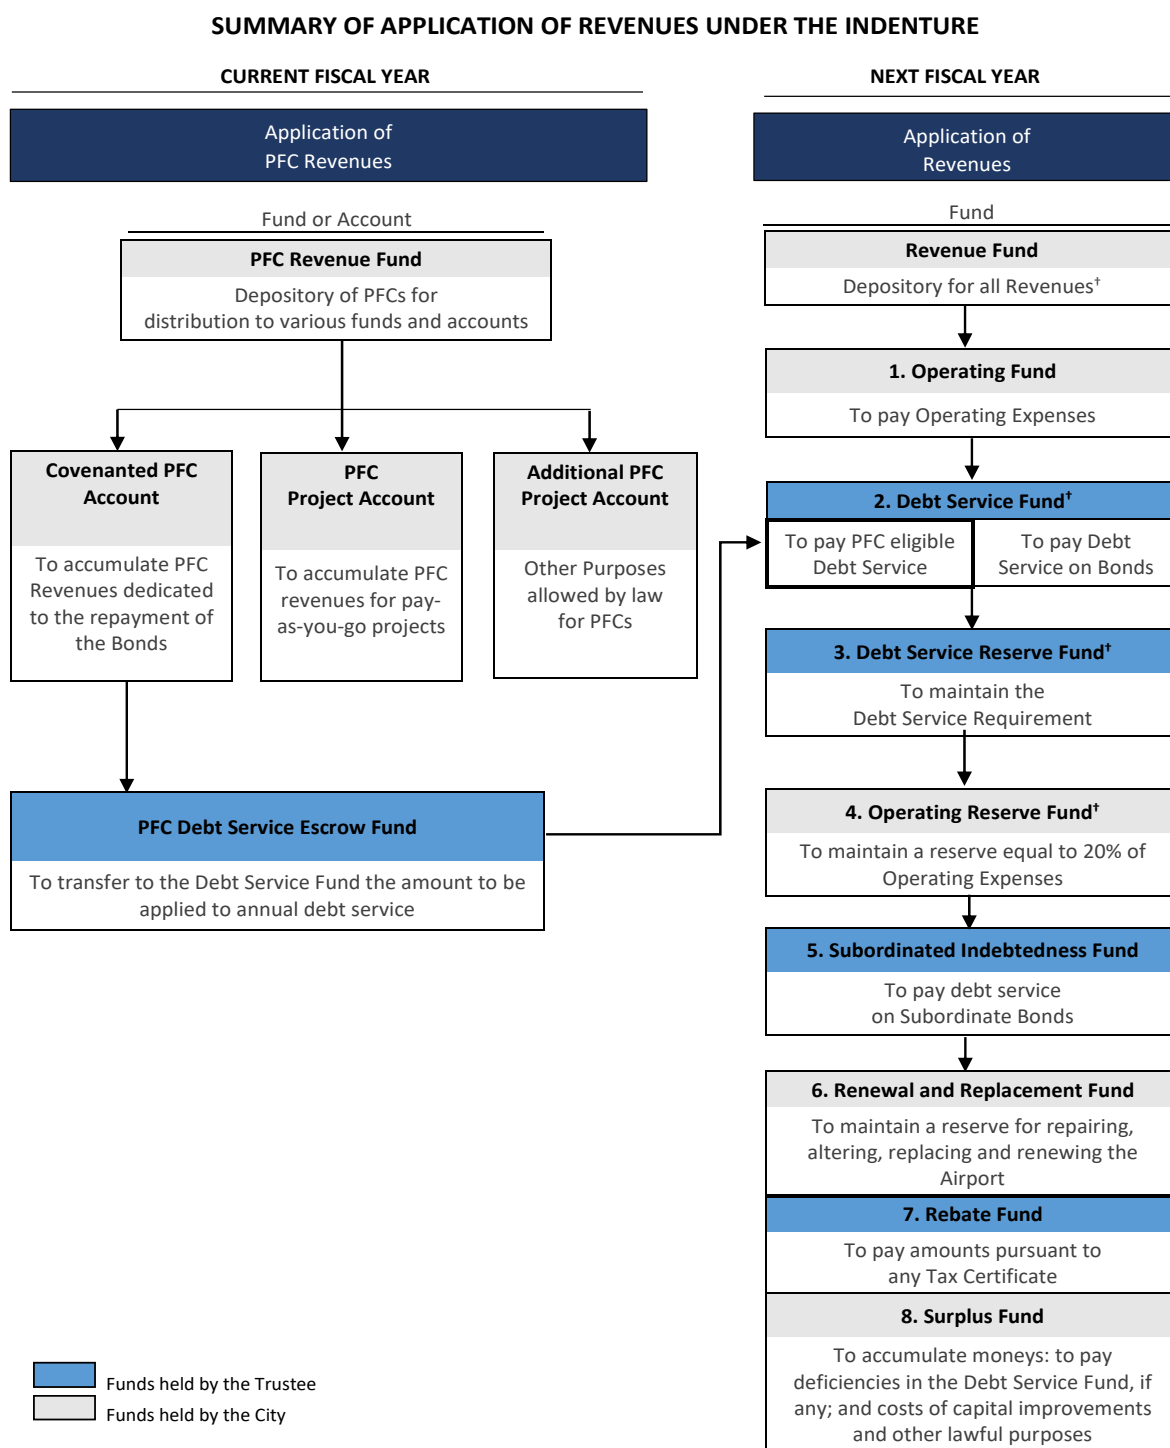 SUMMARY OF APPLICATION OF REVENUES UNDER THE INDENTURE
CURRENT FISCAL YEAR
Application of
PFC Revenues
Fund or Account
PFC Revenue Fund
Depository of PFCs for
distribution to various funds and accounts
Covenanted PFC
Account
To accumulate PFC
Revenues dedicated
to the repayment of
the Bonds
PFC
Project Account
To accumulate PFC
revenues for pay-
as-you-go projects
Additional PFC
Project Account
Other Purposes
allowed by law
for PFCs
PFC Debt Service Escrow Fund
To transfer to the Debt Service Fund the amount to be
applied to annual debt service
NEXT FISCAL YEAR
Application of
Revenues
Fund
Revenue Fund
Depository for all Revenues†
1. Operating Fund
To pay Operating Expenses
2. Debt Service Fund†
To pay PFC eligible
Debt Service
To pay Debt
Service on Bonds
3. Debt Service Reserve Fund†
To maintain the
Debt Service Requirement
4. Operating Reserve Fund†
To maintain a reserve equal to 20% of
Operating Expenses
5. Subordinated Indebtedness Fund
To pay debt service
on Subordinate Bonds
6. Renewal and Replacement Fund
To maintain a reserve for repairing,
altering, replacing and renewing the
Airport
7. Rebate Fund
To pay amounts pursuant to
any Tax Certificate
8. Surplus Fund
To accumulate moneys: to pay
deficiencies in the Debt Service Fund, if
any; and costs of capital improvements
and other lawful purposes
Funds held by the Trustee
Funds held by the City